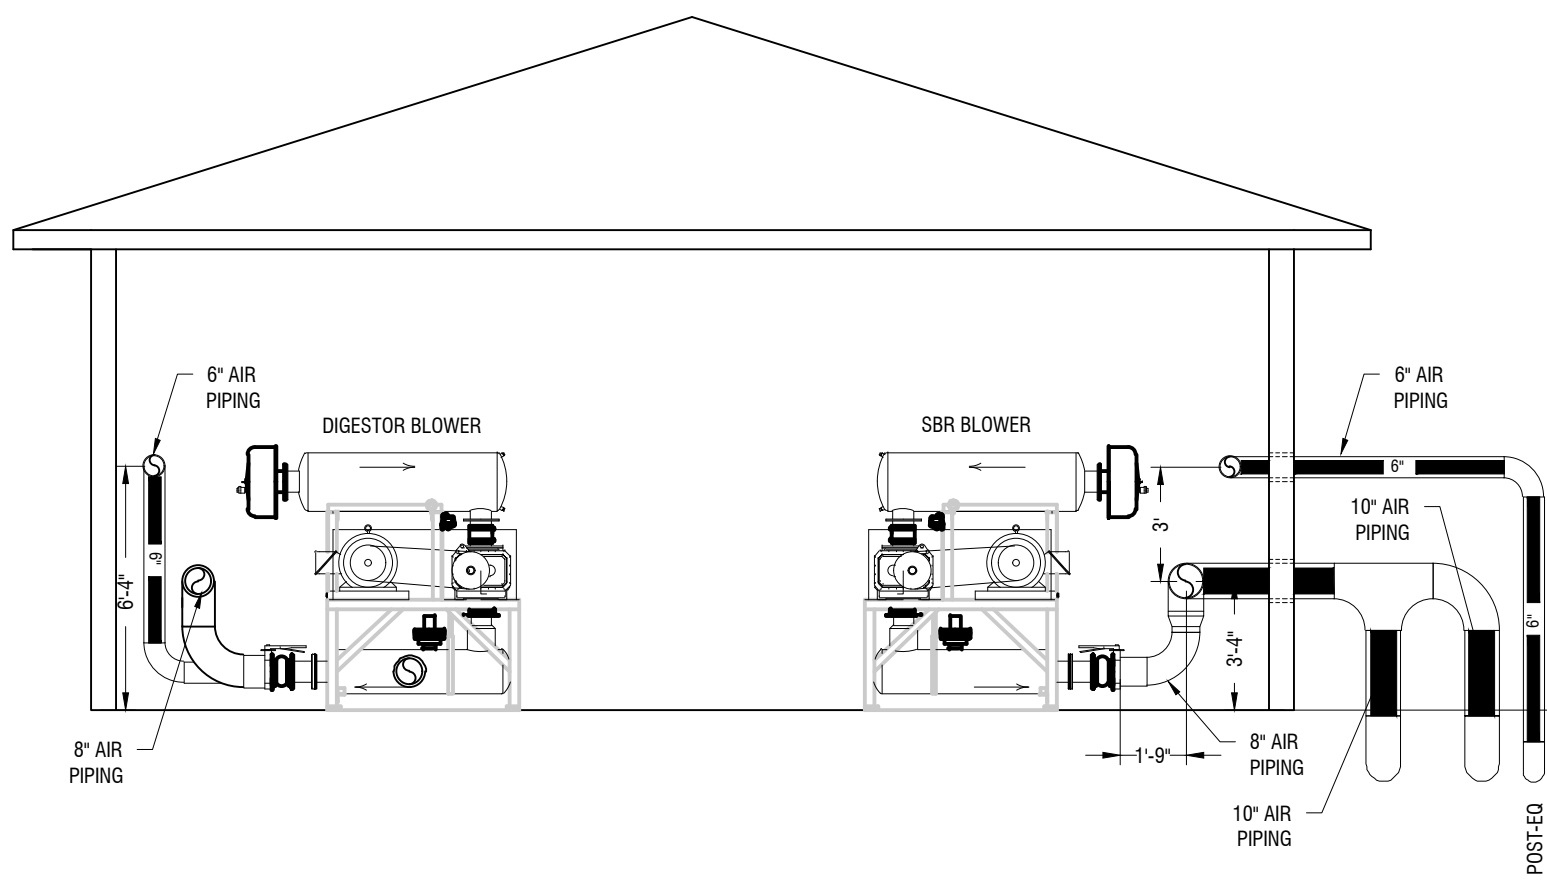 6" AIR
PIPING
DIGESTOR BLOWER
SBR BLOWER
6" AIR
PIPING
6"
10" AIR
PIPING
3'
6"
6'-4"
6"
3'-4"
8" AIR
PIPING
1'-9"
8" AIR
PIPING
10" AIR
PIPING
POST-EQ